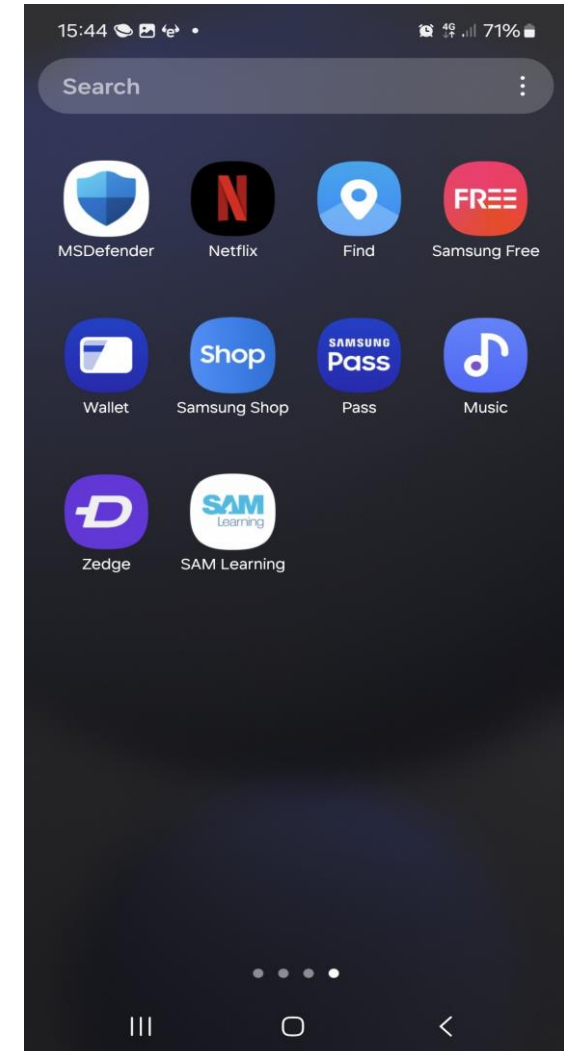 15:44 4G 71%
Search
N FREE
MSDefender Netflix Find Samsung Free
Shop SAMSUNG Pass
Wallet Samsung Shop Pass Music
SAM Learning
Zedge SAM Learning